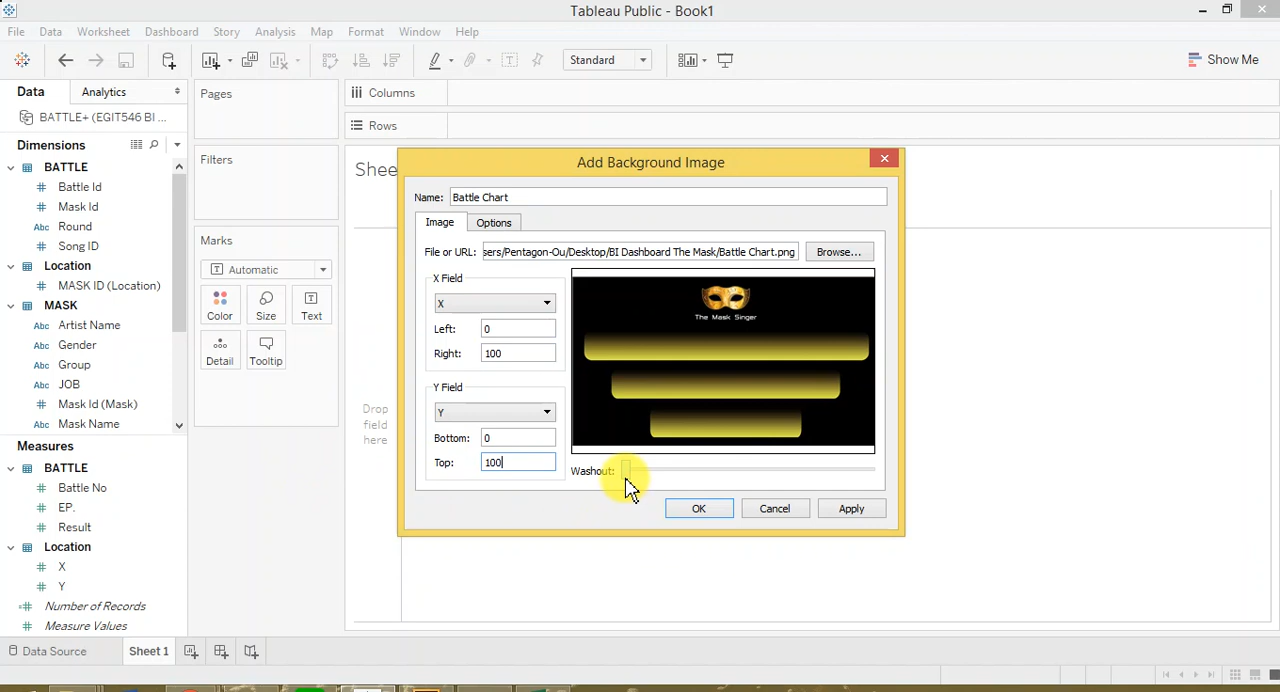 Tableau Public - Book1
File Data Worksheet Dashboard Story Analysis Map Format Window Help
Standard
Show Me
Data Analytics
BATTLE+ (EGIT546 BI ...
Dimensions
BATTLE
Battle Id
Mask Id
Abc Round
Song ID
Location
MASK ID (Location)
MASK
Abc Artist Name
Abc Gender
Abc Group
Abc JOB
Mask Id (Mask)
Abc Mask Name
Measures
BATTLE
Battle No
EP.
Result
Location
X
Y
Number of Records
Measure Values
Pages
Filters
Marks
Automatic
Color Size Text
Detail Tooltip
Columns
Rows
Shee
Drop
field
here
Add Background Image
Name: Battle Chart
Image Options
File or URL: sers/Pentagon-Ou/Desktop/BI Dashboard The Mask/Battle Chart.png Browse...
X Field
X
Left: 0
Right: 100
Y Field
Y
Bottom: 0
Top: 100
The Mask Singer
Washout:
OK Cancel Apply
Data Source Sheet 1